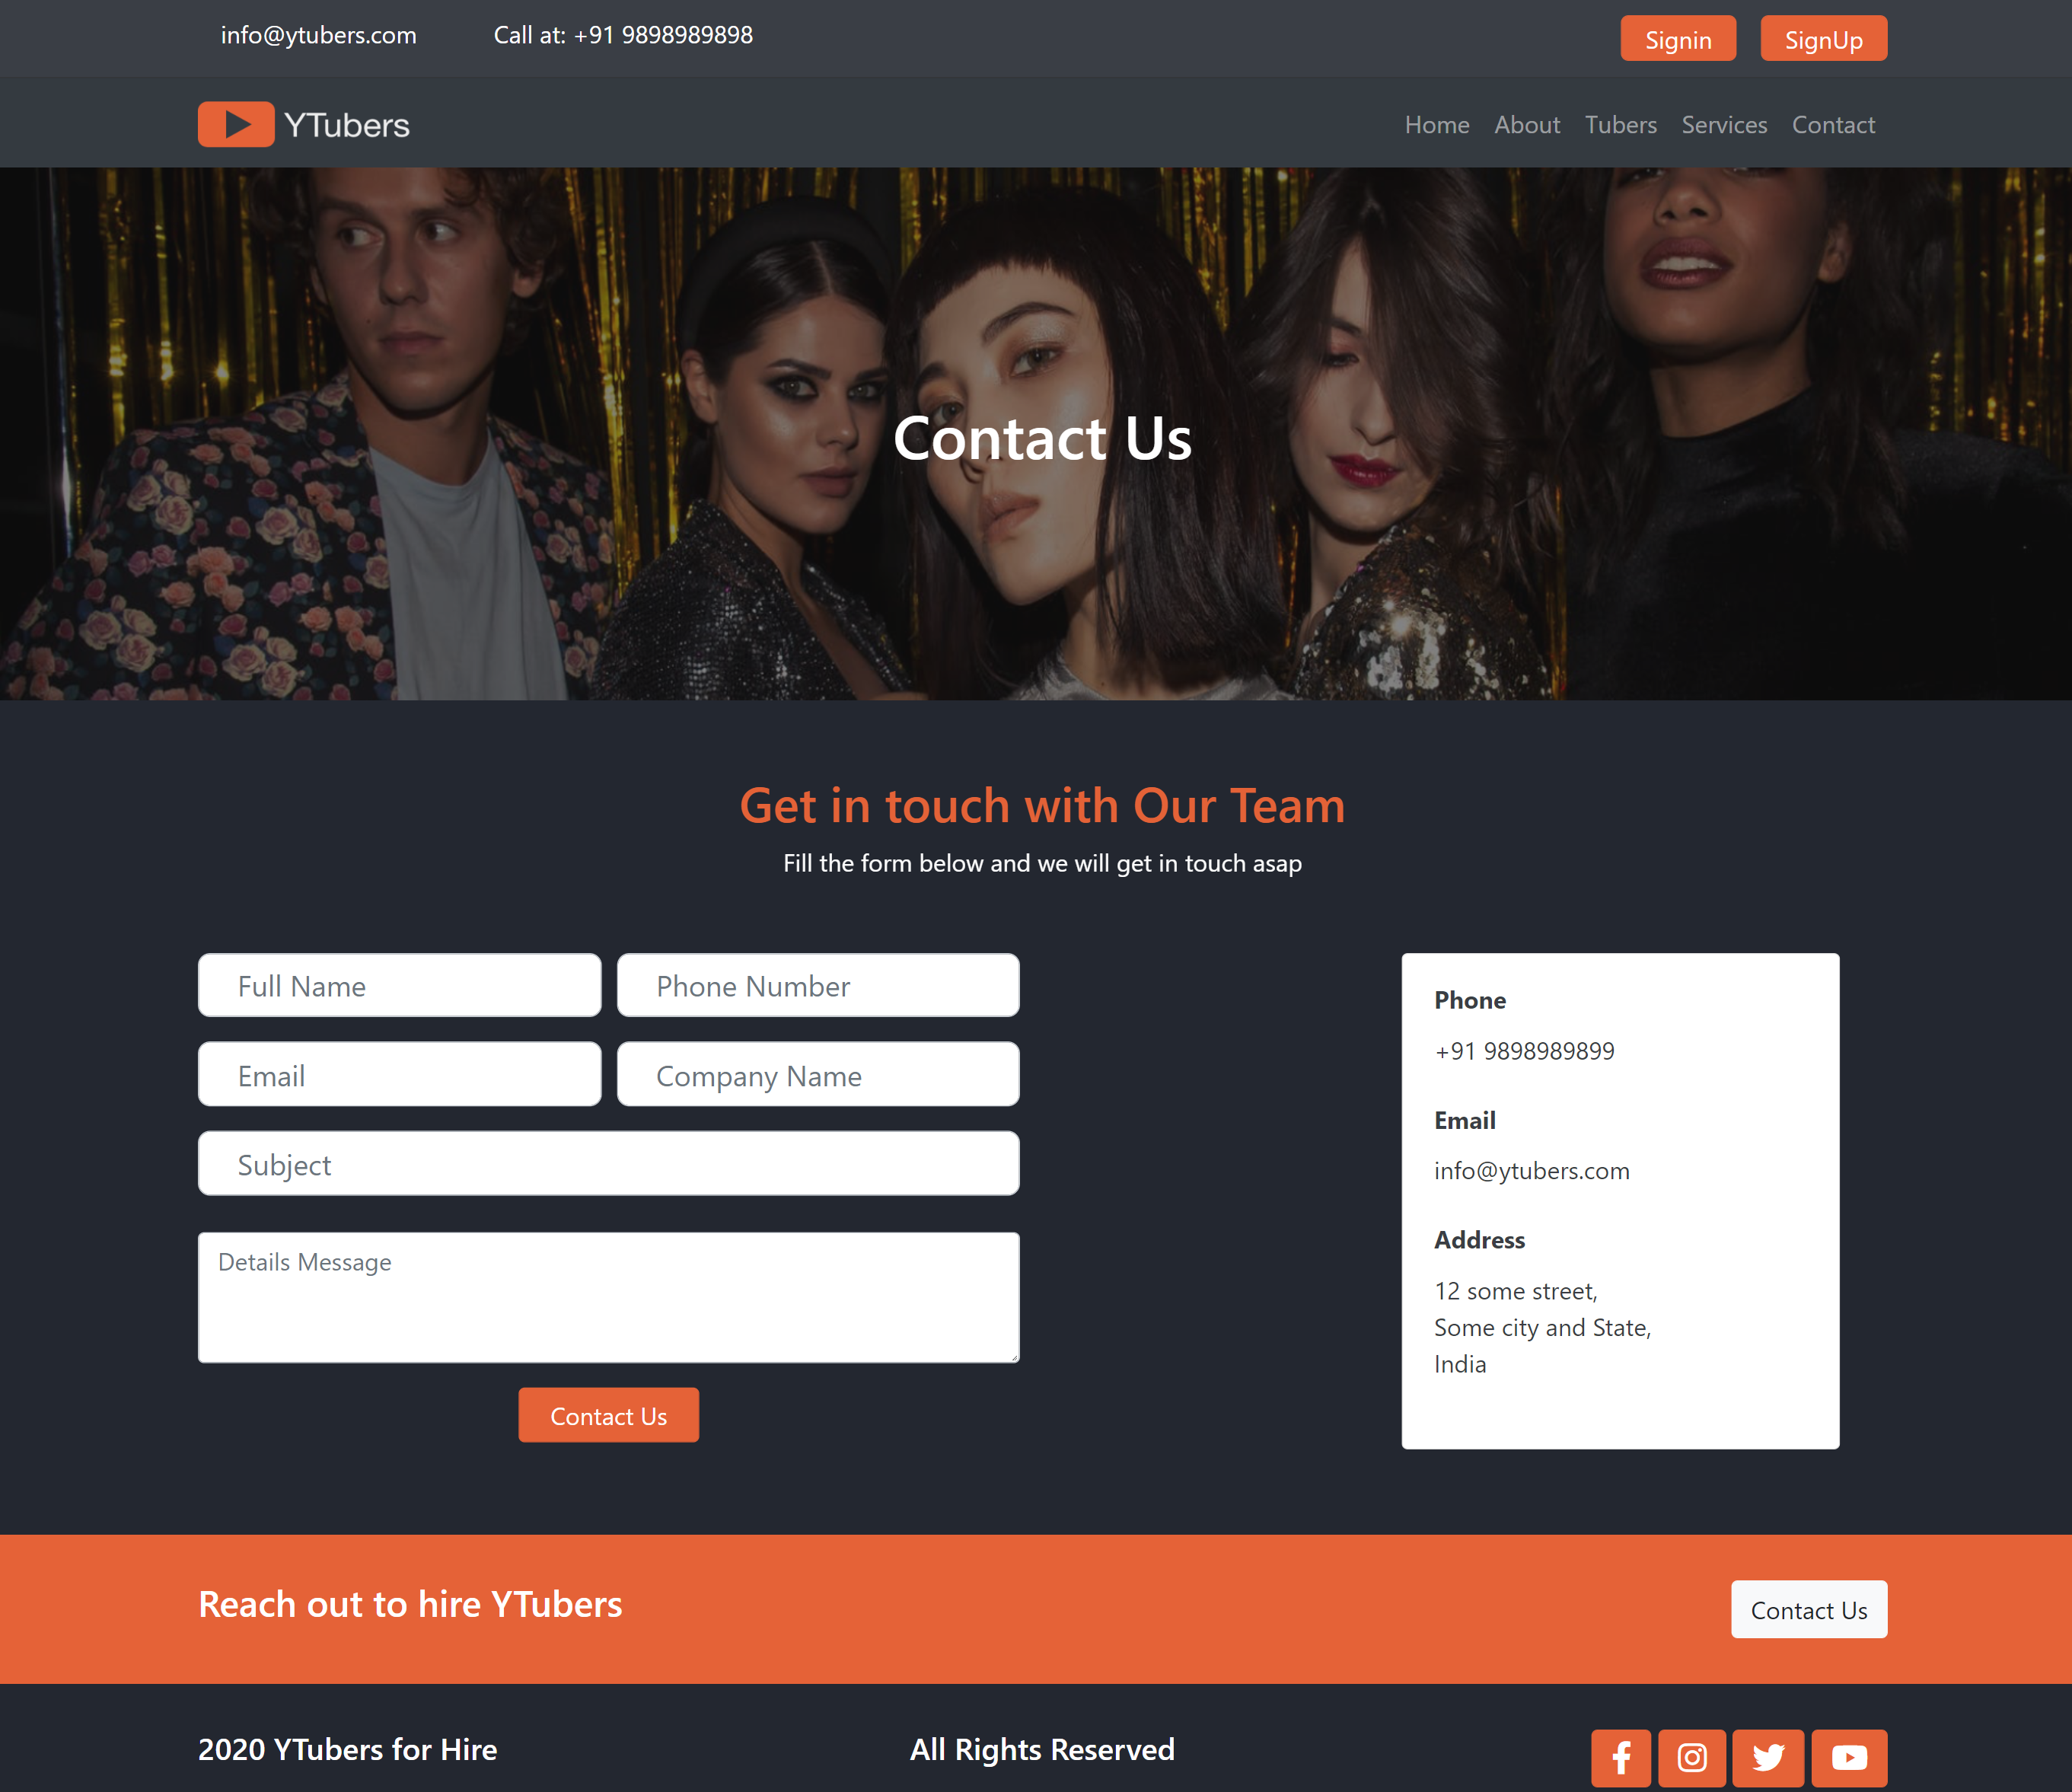 info@ytubers.com
Call at: +91 9898989898
Signin
SignUp
YTubers
Home
About
Tubers
Services
Contact
Contact Us
Get in touch with Our Team
Fill the form below and we will get in touch asap
Full Name
Phone Number
Email
Company Name
Subject
Details Message
Contact Us
Phone
+91 9898989899
Email
info@ytubers.com
Address
12 some street,
Some city and State,
India
Reach out to hire YTubers
Contact Us
2020 YTubers for Hire
All Rights Reserved